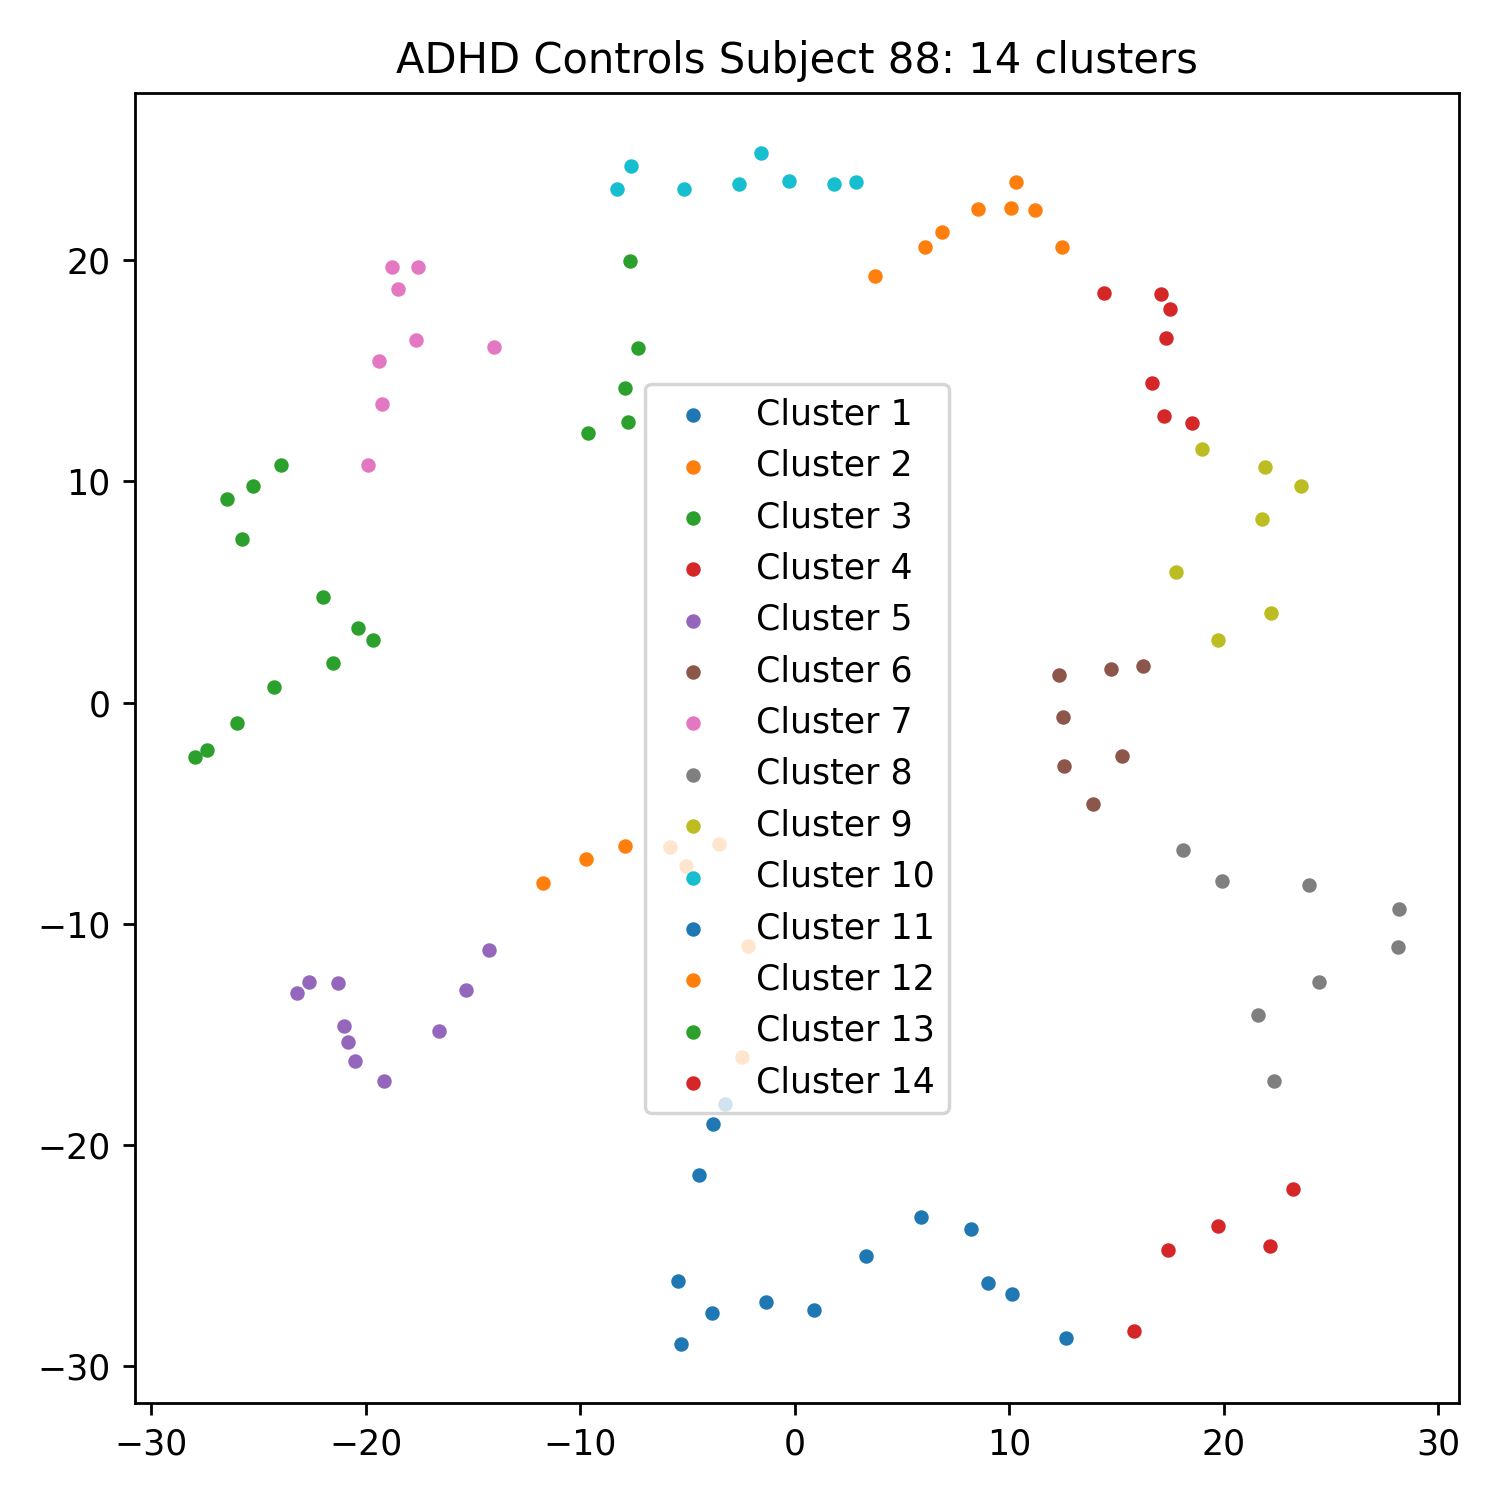 ADHD Controls Subject 88: 14 clusters
20
10
0
−10
−20
−30
Cluster 1
Cluster 2
Cluster 3
Cluster 4
Cluster 5
Cluster 6
Cluster 7
Cluster 8
Cluster 9
Cluster 10
Cluster 11
Cluster 12
Cluster 13
Cluster 14
−30 −20 −10 0 10 20 30